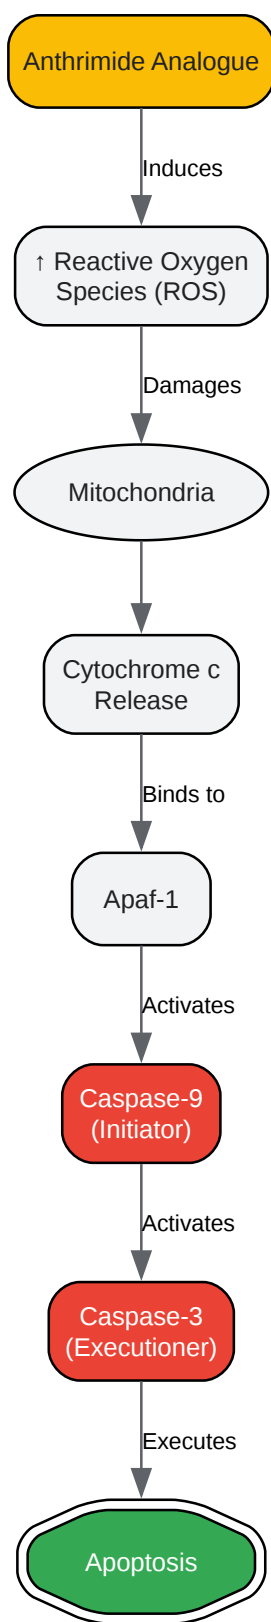 Anthrimide Analogue
Induces
↑ Reactive Oxygen
Species (ROS)
Damages
Mitochondria
Cytochrome c
Release
Binds to
Apaf-1
Activates
Caspase-9
(Initiator)
Activates
Caspase-3
(Executioner)
Executes
Apoptosis